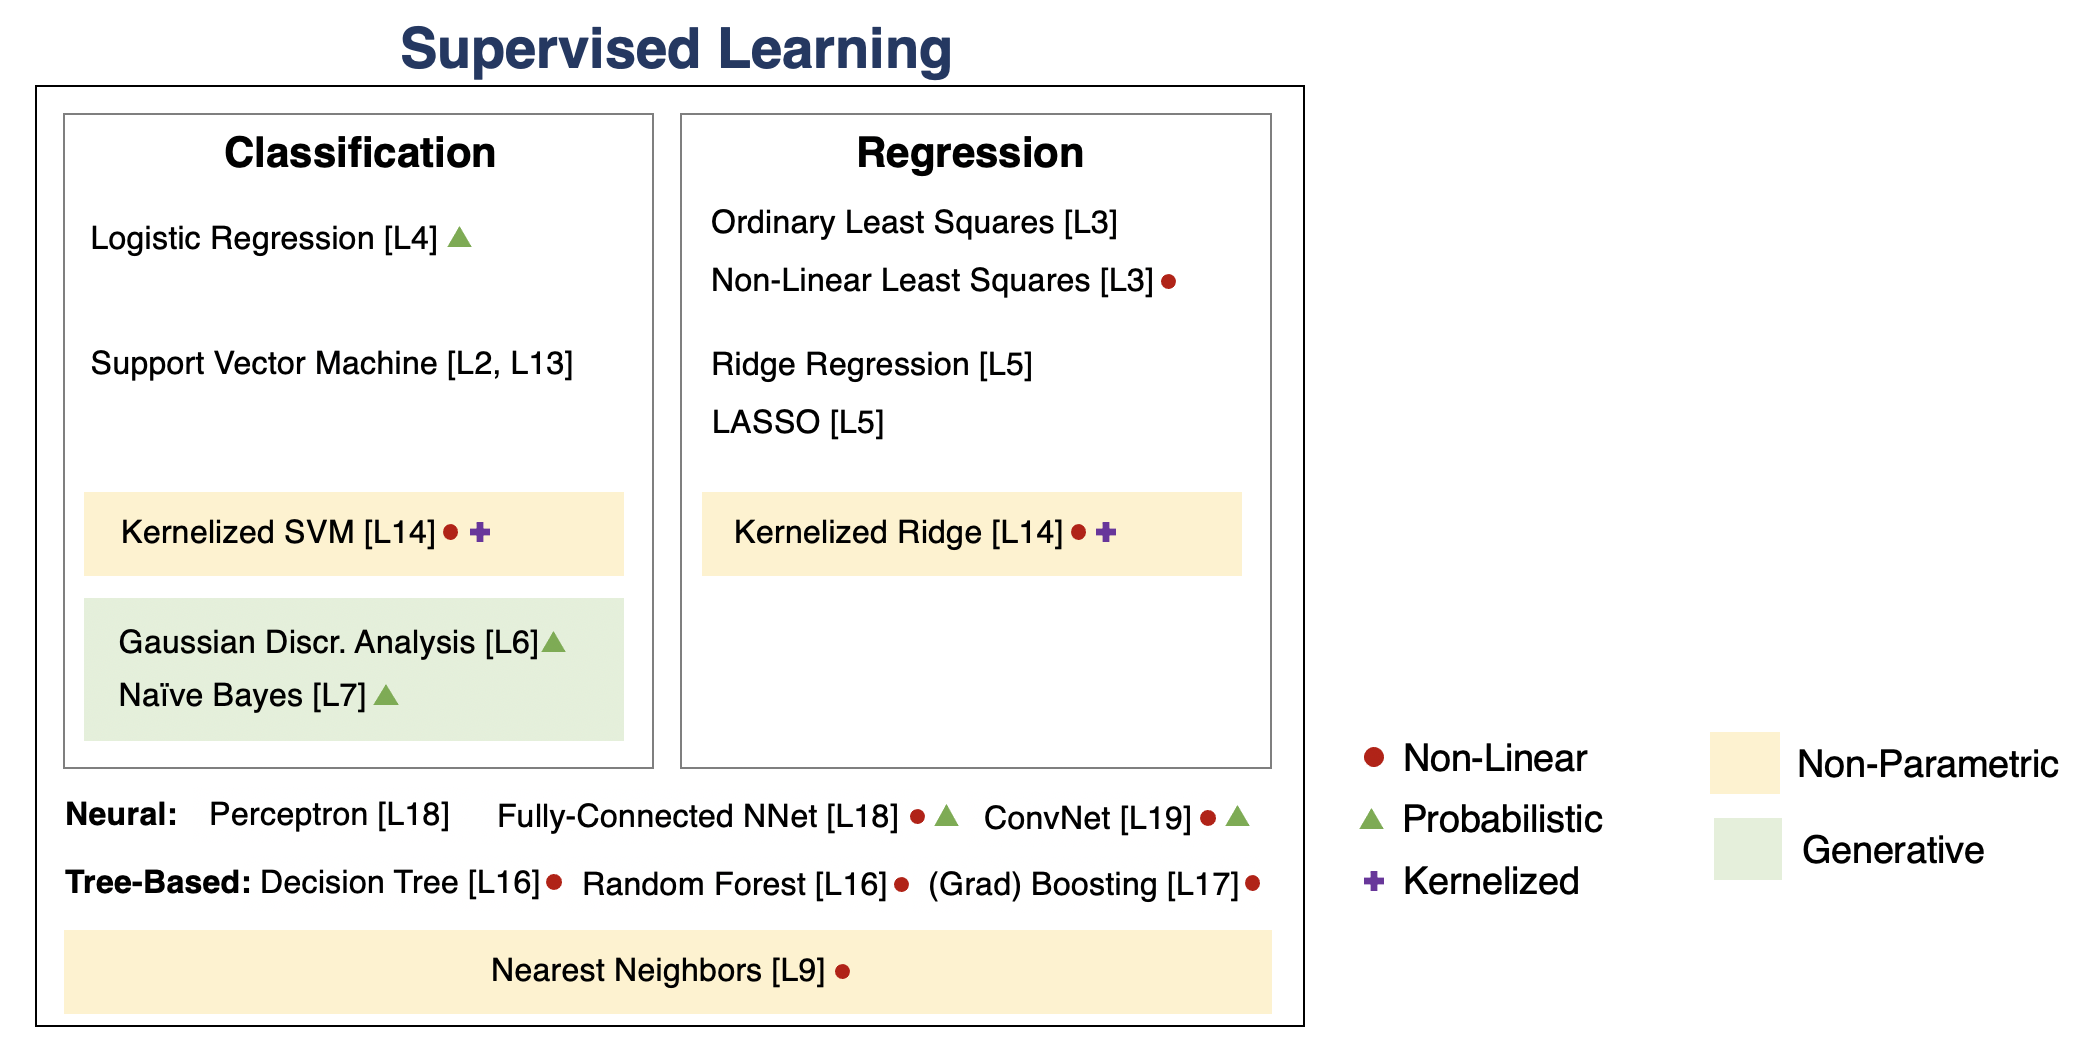 Supervised Learning
Classification
Logistic Regression [L4]
Support Vector Machine [L2, L13]
Kernelized SVM [L14]
Gaussian Discr. Analysis [L6]
Naïve Bayes [L7]
Regression
Ordinary Least Squares [L3]
Non-Linear Least Squares [L3]
Ridge Regression [L5]
LASSO [L5]
Kernelized Ridge [L14]
Neural: Perceptron [L18] Fully-Connected NNet [L18] ConvNet [L19]
Tree-Based: Decision Tree [L16] Random Forest [L16] (Grad) Boosting [L17]
Nearest Neighbors [L9]
Non-Linear
Probabilistic
Kernelized
Non-Parametric
Generative